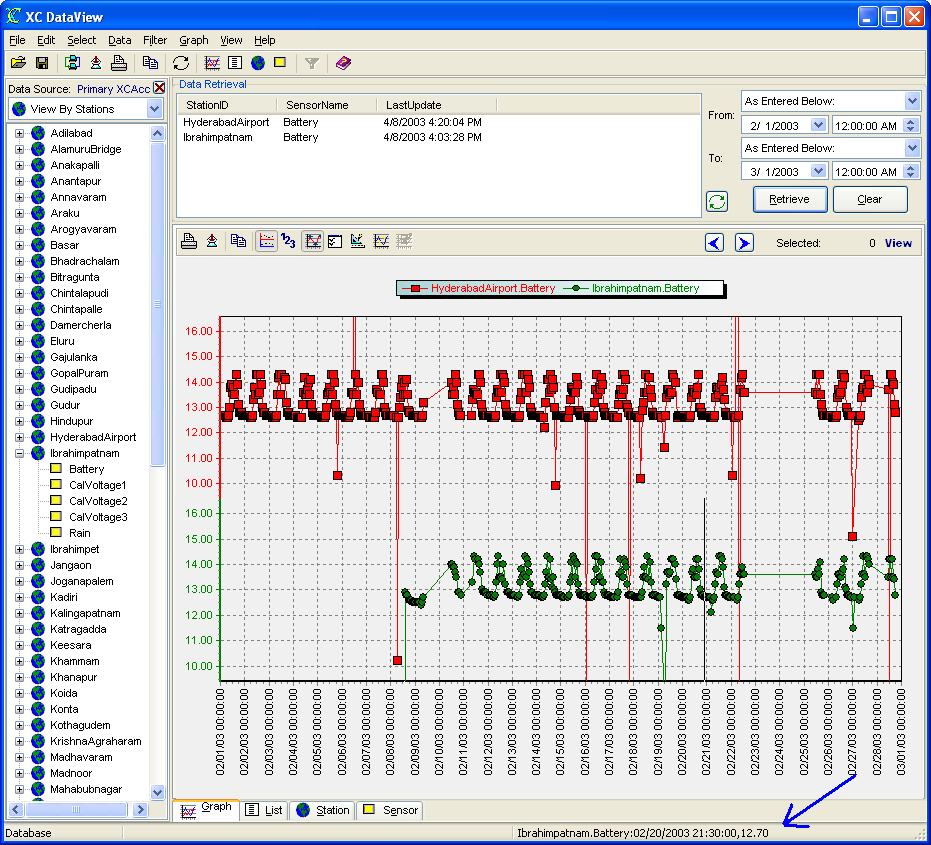 XC DataView
File Edit Select Data Filter Graph View Help
Data Source: Primary XCAcc
View By Stations
Adilabad
AlamuruBridge
Anakapalli
Anantapur
Annavaram
Araku
Arogyavaram
Basar
Bhadrachalam
Bitragunta
Chintalapudi
Chintapalle
Damercherla
Eluru
Gajulanka
GopalPuram
Gudipadu
Gudur
Hindupur
HyderabadAirport
Ibrahimpatnam
Battery
CalVoltage1
CalVoltage2
CalVoltage3
Rain
Ibrahimpet
Jangaon
Joganapalem
Kadiri
Kalingapatnam
Katragadda
Keesara
Khammam
Khanapur
Koida
Konta
Kothagudem
KrishnaAgraharam
Madhavaram
Madnoor
Mahabubnagar
Data Retrieval
StationID SensorName LastUpdate
HyderabadAirport Battery 4/8/2003 4:20:04 PM
Ibrahimpatnam Battery 4/8/2003 4:03:28 PM
From:
As Entered Below:
2/ 1/2003 12:00:00 AM
To:
As Entered Below:
3/ 1/2003 12:00:00 AM
Retrieve Clear
123
Selected: 0 View
HyderabadAirport.Battery Ibrahimpatnam.Battery
16.00
15.00
14.00
13.00
12.00
11.00
10.00
16.00
15.00
14.00
13.00
12.00
11.00
10.00
02/01/03 00:00:00
02/02/03 00:00:00
02/04/03 00:00:00
02/03/03 00:00:00
02/05/03 00:00:00
02/06/03 00:00:00
02/07/03 00:00:00
02/08/03 00:00:00
02/09/03 00:00:00
02/10/03 00:00:00
02/11/03 00:00:00
02/12/03 00:00:00
02/13/03 00:00:00
02/14/03 00:00:00
02/15/03 00:00:00
02/16/03 00:00:00
02/17/03 00:00:00
02/18/03 00:00:00
02/19/03 00:00:00
02/20/03 00:00:00
02/21/03 00:00:00
02/22/03 00:00:00
02/23/03 00:00:00
02/24/03 00:00:00
02/25/03 00:00:00
02/26/03 00:00:00
02/27/03 00:00:00
02/28/03 00:00:00
03/01/03 00:00:00
Graph List Station Sensor
Database Ibrahimpatnam.Battery:02/20/2003 21:30:00,12.70